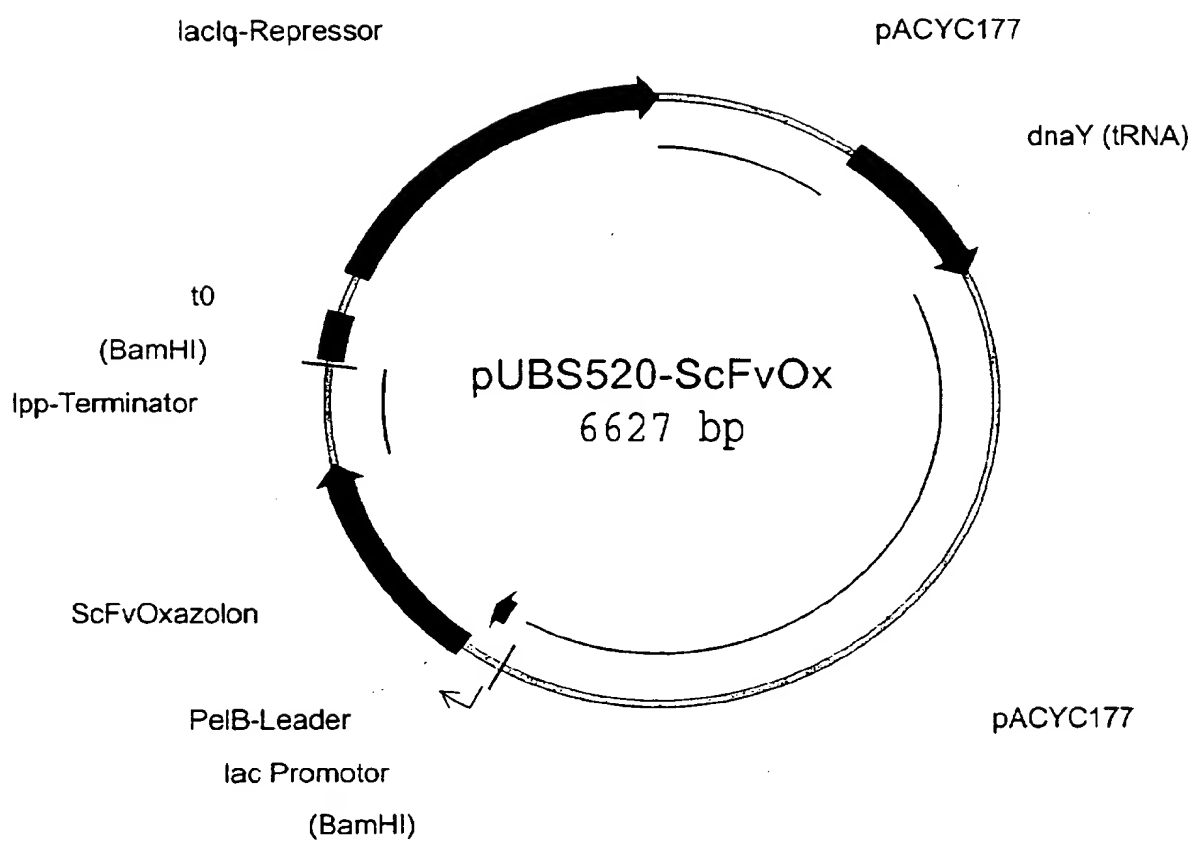 lacIq-Repressor
pACYC177
dnaY (tRNA)
t0
(BamHI)
lpp-Terminator
pUBS520-ScFvOx
6627 bp
ScFvOxazolon
PelB-Leader
lac Promotor
(BamHI)
pACYC177